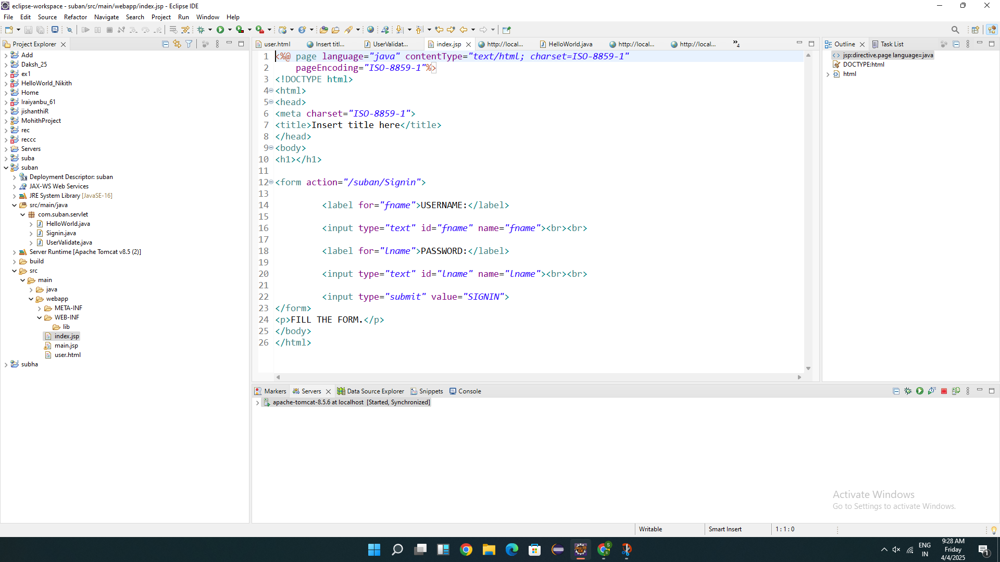 eclipse-workspace - suban/src/main/webapp/index.jsp - Eclipse IDE
File Edit Source Refactor Navigate Search Project Run Window Help
Project Explorer
Add
Daksh_25
ex1
HelloWorld_Nikith
Home
Iraiyanbu_61
jishanthiR
MohithProject
rec
reccc
Servers
suba
suban
Deployment Descriptor: suban
JAX-WS Web Services
JRE System Library [JavaSE-16]
src/main/java
com.suban.servlet
HelloWorld.java
Signin.java
UserValidate.java
Server Runtime [Apache Tomcat v8.5 (2)]
build
src
main
java
webapp
META-INF
WEB-INF
lib
index.jsp
main.jsp
user.html
subha
user.html Insert titl... UserValidat... index.jsp http://local... HelloWorld.java http://local... http://local... »4
1 <%@ page language="java" contentType="text/html; charset=ISO-8859-1"
2     pageEncoding="ISO-8859-1"%>
3 <!DOCTYPE html>
4 <html>
5 <head>
6 <meta charset="ISO-8859-1">
7 <title>Insert title here</title>
8 </head>
9 <body>
10 <h1></h1>
11
12 <form action="/suban/Signin">
13
14          <label for="fname">USERNAME:</label>
15
16          <input type="text" id="fname" name="fname"><br><br>
17
18          <label for="lname">PASSWORD:</label>
19
20          <input type="text" id="lname" name="lname"><br><br>
21
22          <input type="submit" value="SIGNIN">
23 </form>
24 <p>FILL THE FORM.</p>
25 </body>
26 </html>
Outline Task List
jsp:directive.page language=java
DOCTYPE:html
html
Markers Servers Data Source Explorer Snippets Console
apache-tomcat-8.5.6 at localhost [Started, Synchronized]
Activate Windows
Go to Settings to activate Windows.
Writable Smart Insert 1 : 1 : 0
ENG
IN
9:28 AM
Friday
4/4/2025
1